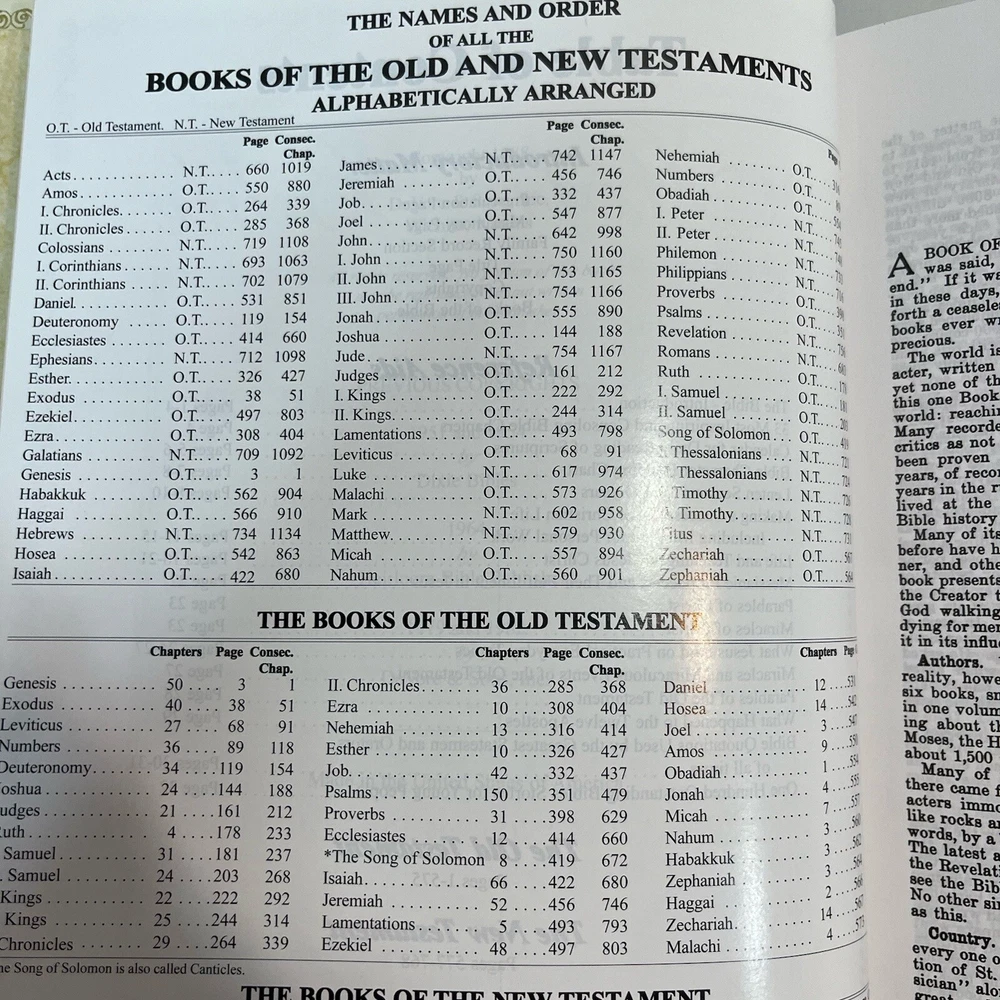 THE NAMES AND ORDER
OF ALL THE
BOOKS OF THE OLD AND NEW TESTAMENTS
ALPHABETICALLY ARRANGED
O.T. - Old Testament. N.T. - New Testament
Page Consec.
Chap.
Acts N.T. 660 1019
Amos O.T. 550 880
I. Chronicles O.T. 264 339
II. Chronicles O.T. 285 368
Colossians N.T. 719 1108
I. Corinthians N.T. 693 1063
II. Corinthians N.T. 702 1079
Daniel O.T. 531 851
Deuteronomy O.T. 119 154
Ecclesiastes O.T. 414 660
Ephesians N.T. 712 1098
Esther O.T. 326 427
Exodus O.T. 38 51
Ezekiel O.T. 497 803
Ezra O.T. 308 404
Galatians N.T. 709 1092
Genesis O.T. 3 1
Habakkuk O.T. 562 904
Haggai O.T. 566 910
Hebrews N.T. 734 1134
Hosea O.T. 542 863
Isaiah O.T. 422 680
Page Consec.
Chap.
James N.T. 742 1147
Jeremiah O.T. 456 746
Job O.T. 332 437
Joel O.T. 547 877
John N.T. 642 998
I. John N.T. 750 1160
II. John N.T. 753 1165
III. John N.T. 754 1166
Jonah O.T. 555 890
Joshua O.T. 144 188
Jude N.T. 754 1167
Judges O.T. 161 212
I. Kings O.T. 222 292
II. Kings O.T. 244 314
Lamentations O.T. 493 798
Leviticus O.T. 68 91
Luke N.T. 617 974
Malachi O.T. 573 926
Mark N.T. 602 958
Matthew N.T. 579 930
Micah O.T. 557 894
Nahum O.T. 560 901
Nehemiah O.T.
Numbers O.T.
Obadiah O.T.
I. Peter N.T.
II. Peter N.T.
Philemon N.T.
Philippians N.T.
Proverbs O.T.
Psalms O.T.
Revelation N.T.
Romans N.T.
Ruth O.T.
I. Samuel O.T.
II. Samuel O.T.
Song of Solomon O.T.
I. Thessalonians N.T.
Thessalonians N.T.
Timothy N.T.
Timothy N.T.
Titus N.T.
Zechariah O.T.
Zephaniah O.T.
THE BOOKS OF THE OLD TESTAMENT
Chapters Page Consec.
Chap.
Genesis 50 3 1
Exodus 40 38 51
Leviticus 27 68 91
Numbers 36 89 118
Deuteronomy 34 119 154
oshua 24 144 188
udges 21 161 212
uth 4 178 233
Samuel 31 181 237
. Samuel 24 203 268
Kings 22 222 292
Kings 25 244 314
Chronicles 29 264 339
Chapters Page Consec.
Chap.
II. Chronicles 36 285 368
Ezra 10 308 404
Nehemiah 13 316 414
Esther 10 326 427
Job 42 332 437
Psalms 150 351 479
Proverbs 31 398 629
Ecclesiastes 12 414 660
*The Song of Solomon 8 419 672
Isaiah 66 422 680
Jeremiah 52 456 746
Lamentations 5 493 793
Ezekiel 48 497 803
Chapters Page
Daniel 12
Hosea 14
Joel 3
Amos 9
Obadiah 1
Jonah 4
Micah 7
Nahum 3
Habakkuk 3
Zephaniah 3
Haggai 2
Zechariah 14
Malachi 4
he Song of Solomon is also called Canticles.
THE BOOKS OF THE NEW TESTAMENT
A BOOK OF
was said,
end." If it wa
in these days,
forth a ceaseles
books ever wr
precious.
The world is
acter, written
yet none of th
this one Book
world: reachin
Many recorde
critics as not
been proven
years, of recor
years in the r
lived at the
Bible history
Many of its
before have h
ner, and othe
book presents
the Creator t
God walking
dying for men
it in its influe
Authors.
reality, howe
six books, sm
in one volum
ing about th
Moses, the H
about 1,500
Many of
there came f
acters immo
like rocks an
words, by a
The latest a
the Revelati
see the Bib
No other sin
as this.
Country.
every one o
tion of St.
sician" alo